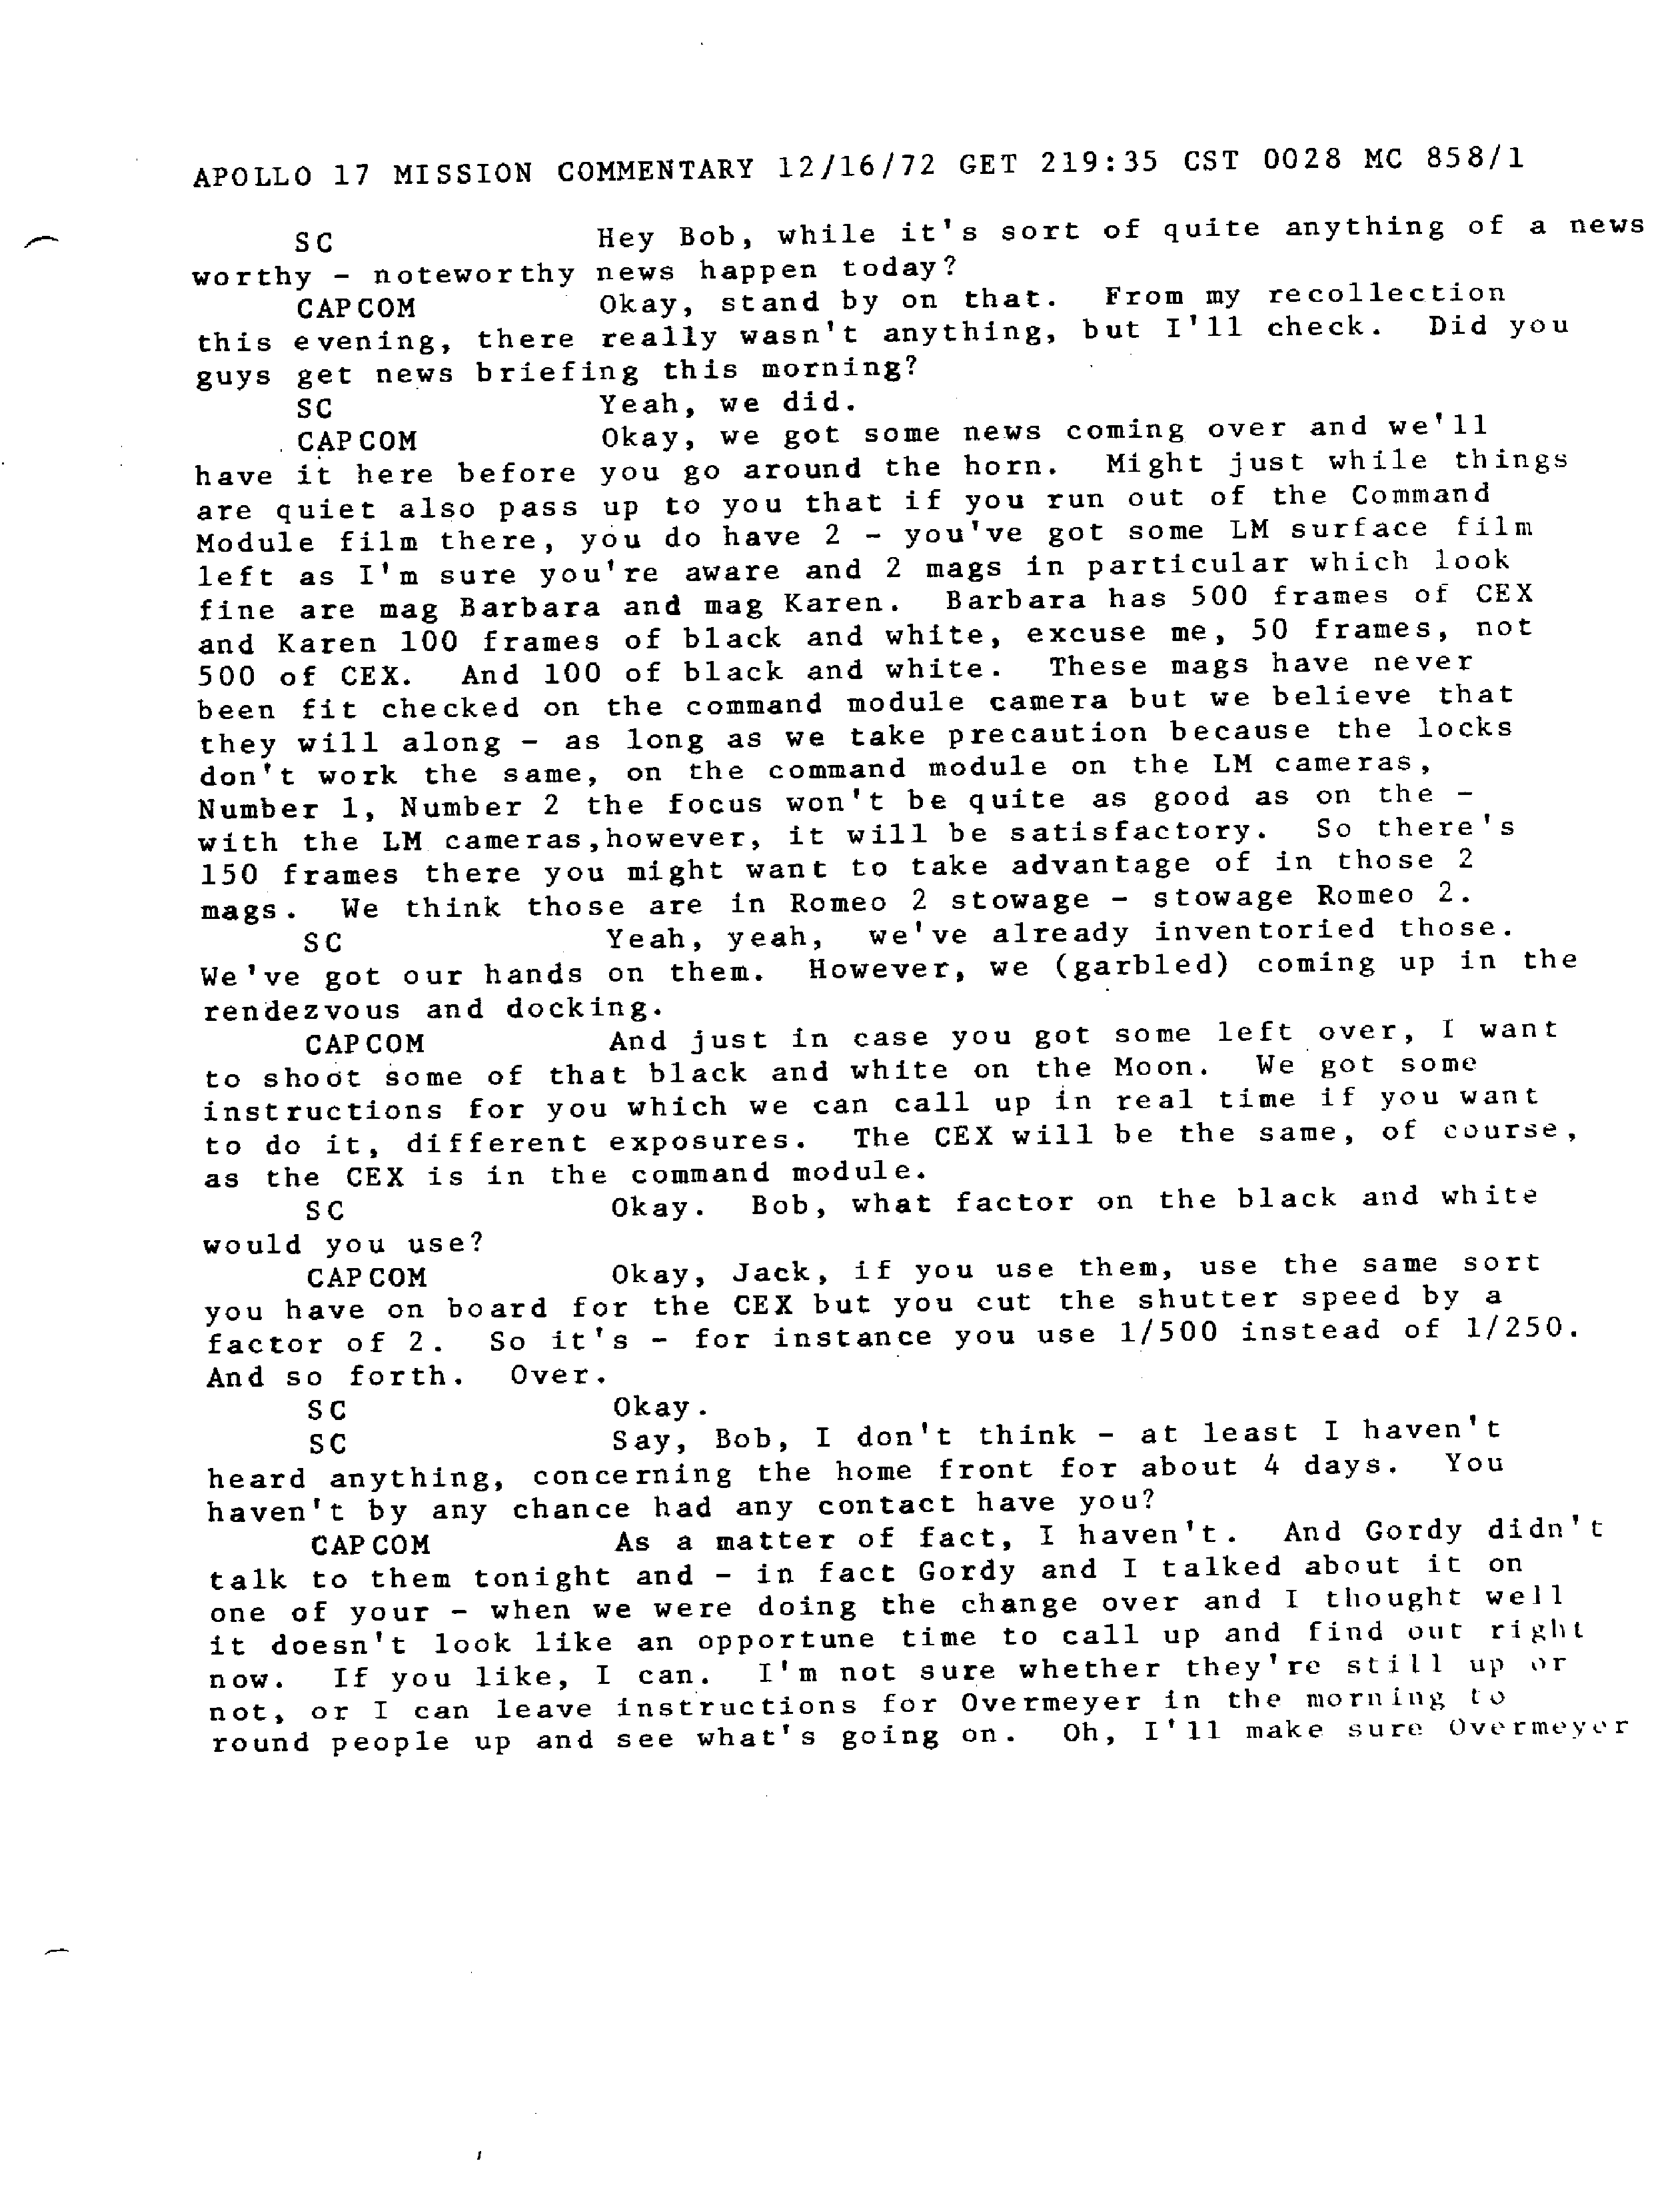 APOLLO 17 MISSION COMMENTARY 12/16/72 GET 219:35 CST 0028 MC 858/1
SC Hey Bob, while it's sort of quite anything of a news
worthy - noteworthy news happen today?
CAPCOM Okay, stand by on that. From my recollection
this evening, there really wasn't anything, but I'll check. Did you
guys get news briefing this morning?
SC Yeah, we did.
CAPCOM Okay, we got some news coming over and we'll
have it here before you go around the horn. Might just while things
are quiet also pass up to you that if you run out of the Command
Module film there, you do have 2 - you've got some LM surface film
left as I'm sure you're aware and 2 mags in particular which look
fine are mag Barbara and mag Karen. Barbara has 500 frames of CEX
and Karen 100 frames of black and white, excuse me, 50 frames, not
500 of CEX. And 100 of black and white. These mags have never
been fit checked on the command module camera but we believe that
they will along - as long as we take precaution because the locks
don't work the same, on the command module on the LM cameras,
Number 1, Number 2 the focus won't be quite as good as on the -
with the LM cameras,however, it will be satisfactory. So there's
150 frames there you might want to take advantage of in those 2
mags. We think those are in Romeo 2 stowage - stowage Romeo 2.
SC Yeah, yeah, we've already inventoried those.
We've got our hands on them. However, we (garbled) coming up in the
rendezvous and docking.
CAPCOM And just in case you got some left over, I want
to shoot some of that black and white on the Moon. We got some
instructions for you which we can call up in real time if you want
to do it, different exposures. The CEX will be the same, of course,
as the CEX is in the command module.
SC Okay. Bob, what factor on the black and white
would you use?
CAPCOM Okay, Jack, if you use them, use the same sort
you have on board for the CEX but you cut the shutter speed by a
factor of 2. So it's - for instance you use 1/500 instead of 1/250.
And so forth. Over.
SC Okay.
SC Say, Bob, I don't think - at least I haven't
heard anything, concerning the home front for about 4 days. You
haven't by any chance had any contact have you?
CAPCOM As a matter of fact, I haven't. And Gordy didn't
talk to them tonight and - in fact Gordy and I talked about it on
one of your - when we were doing the change over and I thought well
it doesn't look like an opportune time to call up and find out right
now. If you like, I can. I'm not sure whether they're still up or
not, or I can leave instructions for Overmeyer in the morning to
round people up and see what's going on. Oh, I'll make sure Overmeyer